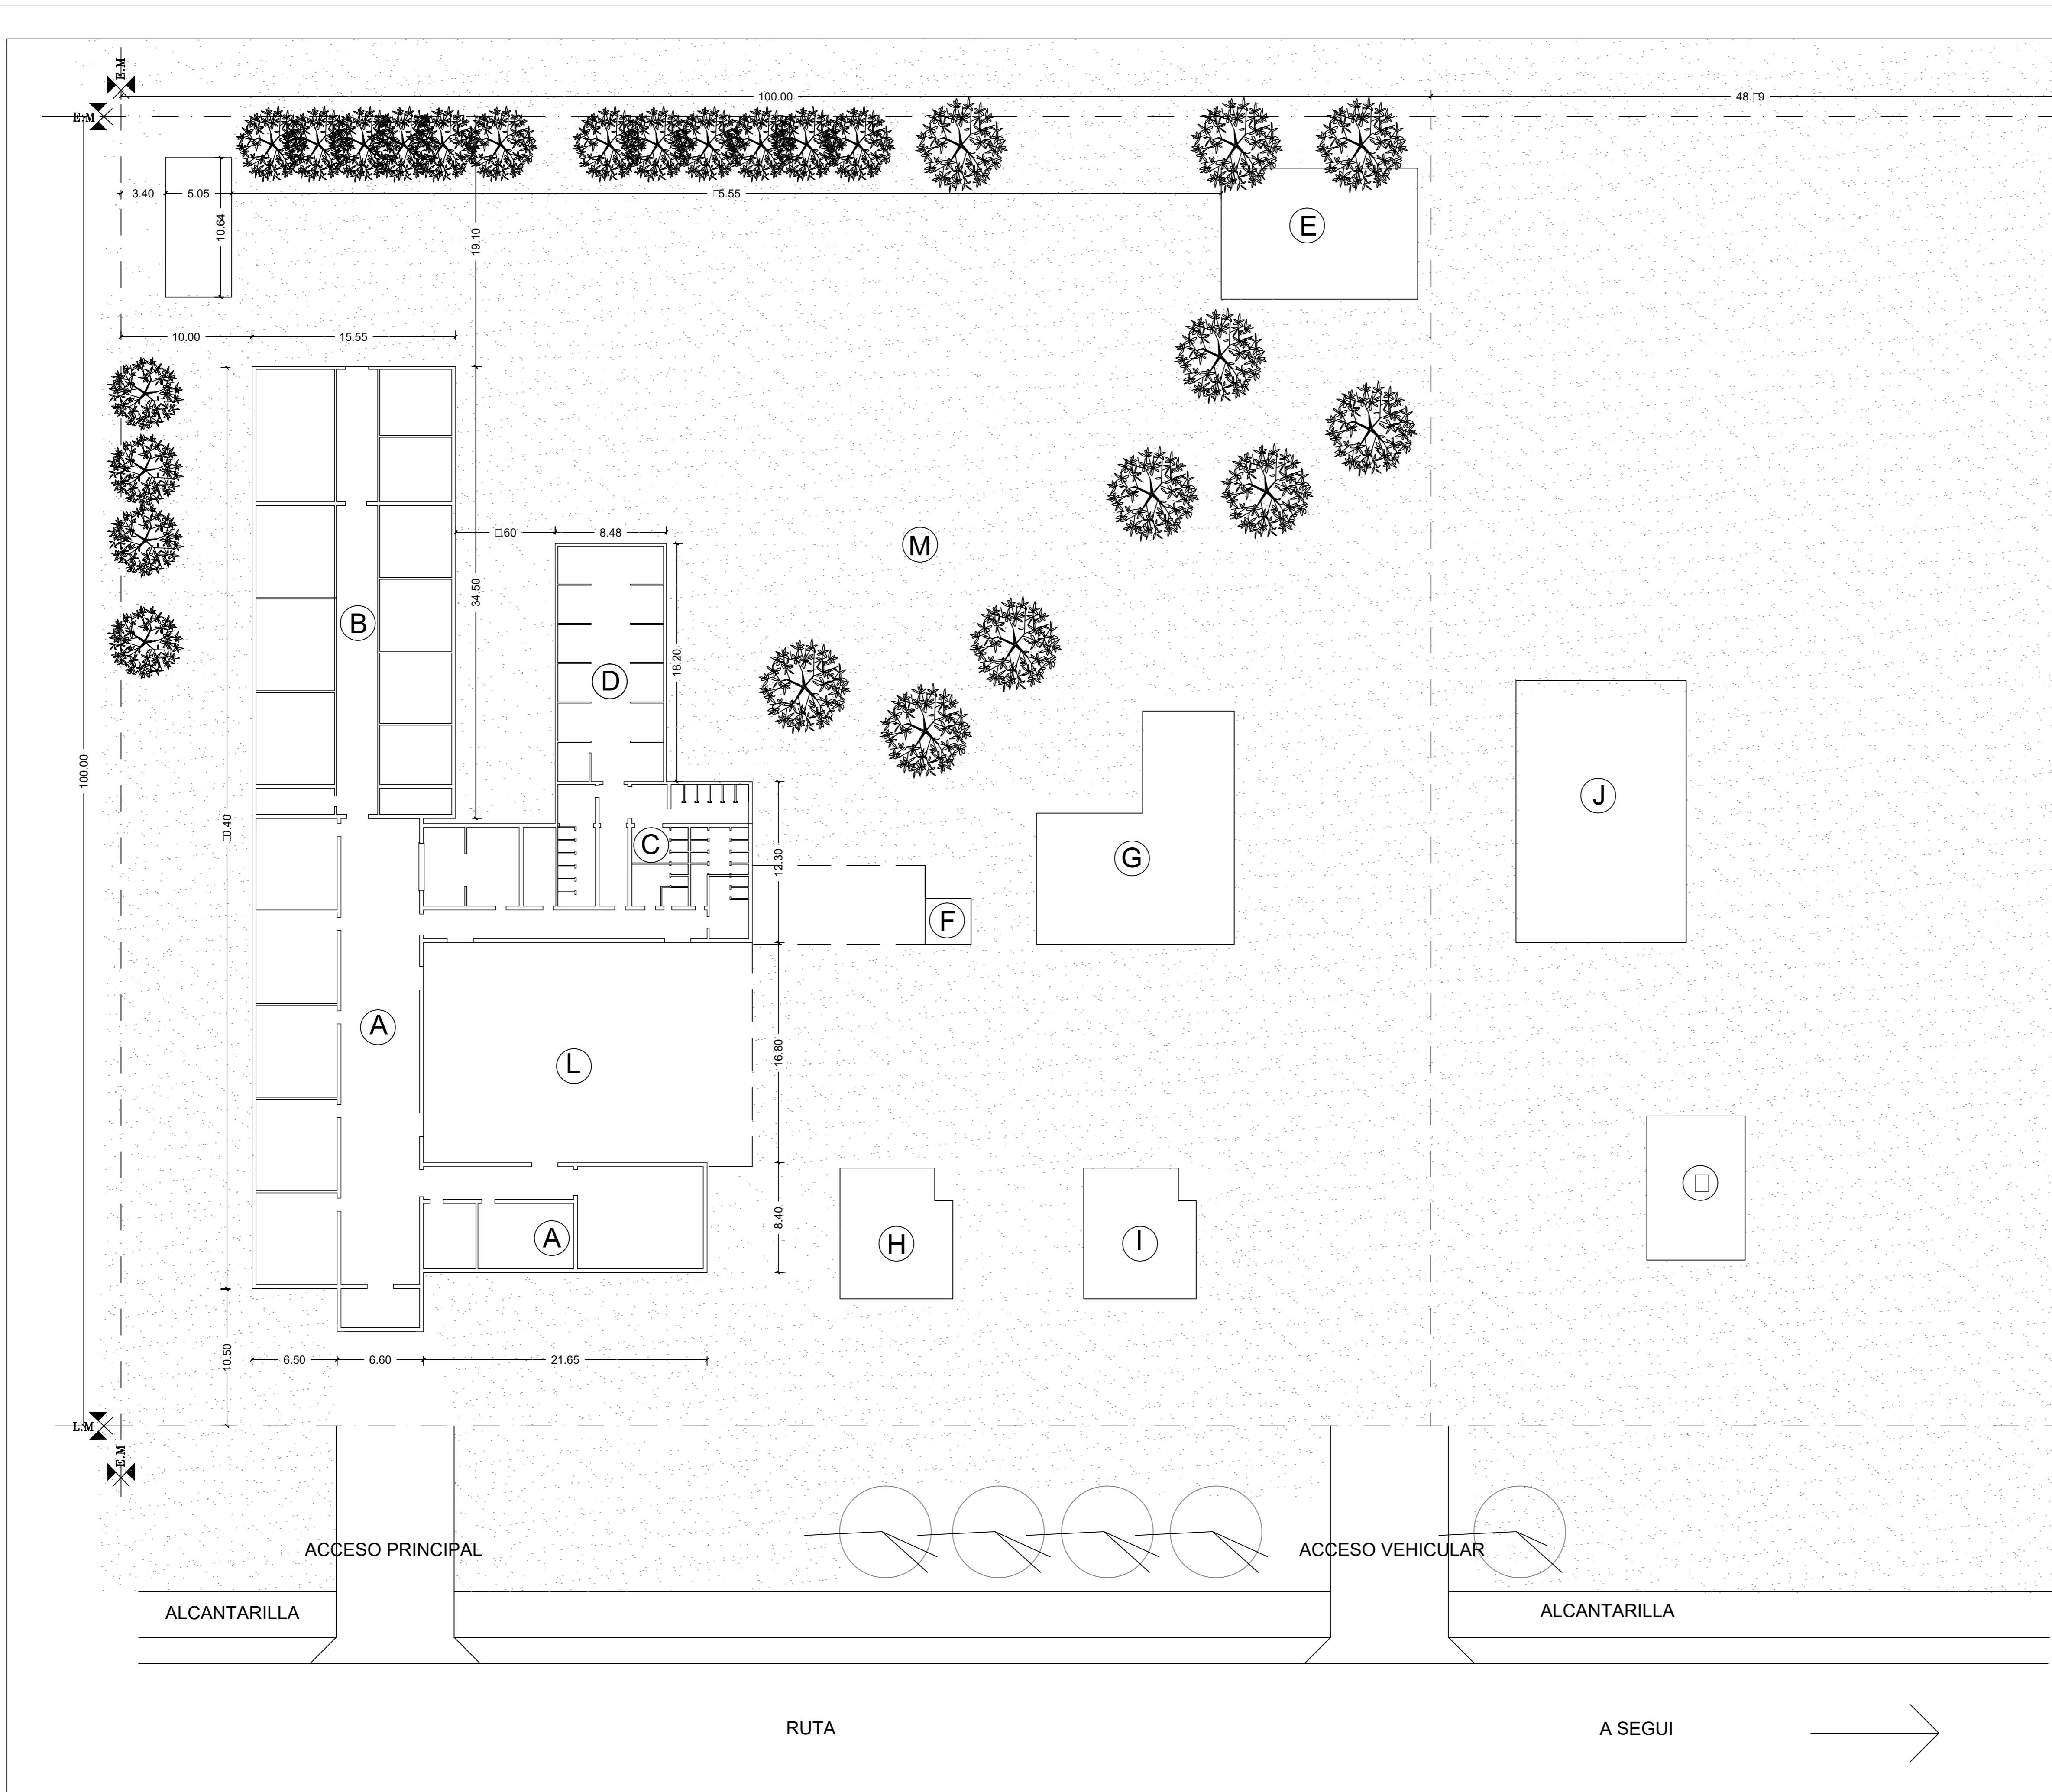 E.M
100.00
48.□9
E.M
3.40
5.05
□5.55
10.64
19.10
E
10.00
15.55
□.60
8.48
M
34.50
B
18.20
D
100.00
□0.40
J
C
12.30
G
F
A
L
16.80
□
8.40
A
H
I
10.50
6.50
6.60
21.65
L.M
E.M
ACCESO PRINCIPAL
ACCESO VEHICULAR
ALCANTARILLA
ALCANTARILLA
RUTA
A SEGUI